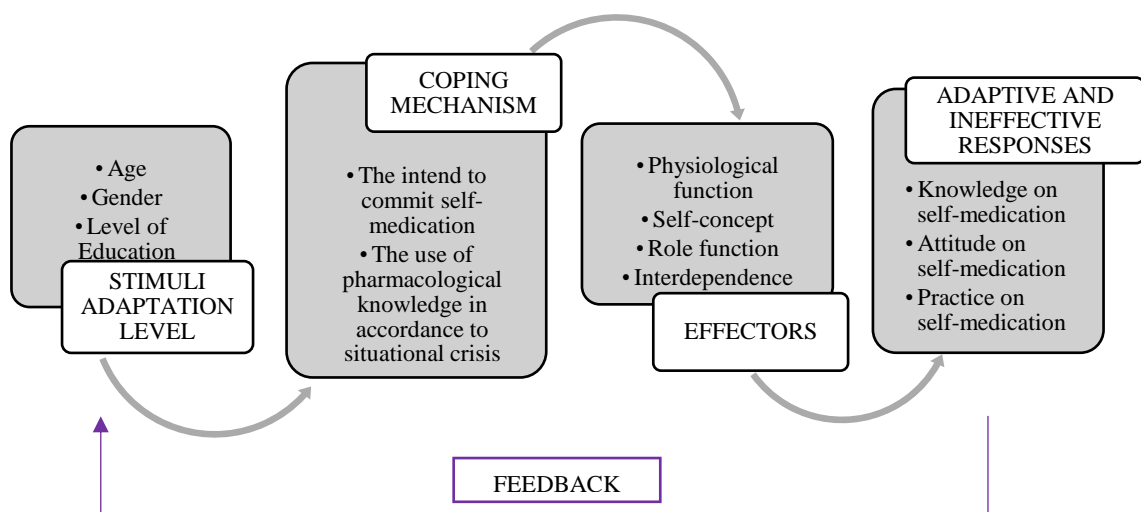 • Age
• Gender
• Level of
Education
STIMULI
ADAPTATION
LEVEL
COPING
MECHANISM
• The intend to
commit self-
medication
• The use of
pharmacological
knowledge in
accordance to
situational crisis
• Physiological
function
• Self-concept
• Role function
• Interdependence
EFFECTORS
ADAPTIVE AND
INEFFECTIVE
RESPONSES
• Knowledge on
self-medication
• Attitude on
self-medication
• Practice on
self-medication
FEEDBACK